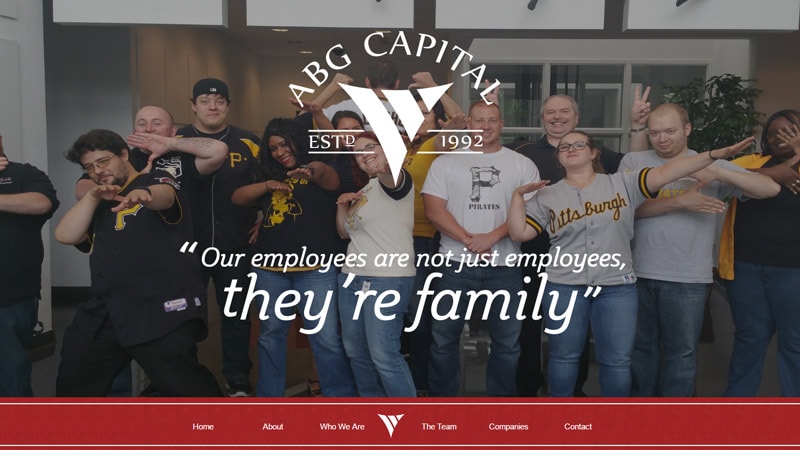 ABG CAPITAL
ESTD 1992
P
P
PIRATES
Pittsburgh
“Our employees are not just employees,
they’re family”
Home About Who We Are The Team Companies Contact